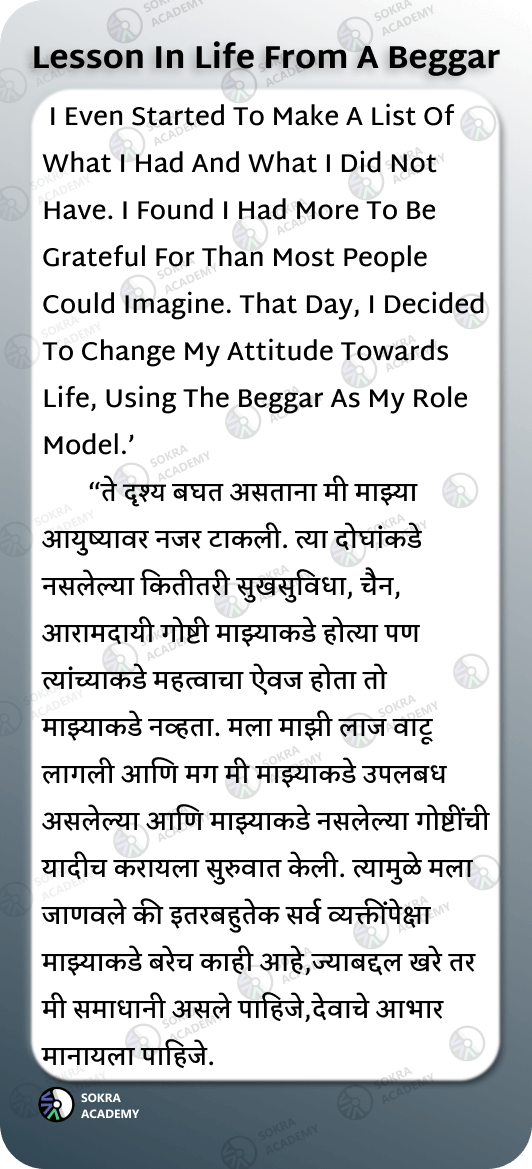 Lesson In Life From A Beggar
I Even Started To Make A List Of
What I Had And What I Did Not
Have. I Found I Had More To Be
Grateful For Than Most People
Could Imagine. That Day, I Decided
To Change My Attitude Towards
Life, Using The Beggar As My Role
Model.’
“ते दृश्य बघत असताना मी माझ्या
आयुष्यावर नजर टाकली. त्या दोघांकडे
नसलेल्या कितीतरी सुखसुविधा, चैन,
आरामदायी गोष्टी माझ्याकडे होत्या पण
त्यांच्याकडे महत्वाचा ऐवज होता तो
माझ्याकडे नव्हता. मला माझी लाज वाटू
लागली आणि मग मी माझ्याकडे उपलबध
असलेल्या आणि माझ्याकडे नसलेल्या गोष्टींची
यादीच करायला सुरुवात केली. त्यामुळे मला
जाणवले की इतरबहुतेक सर्व व्यक्तींपेक्षा
माझ्याकडे बरेच काही आहे,ज्याबद्दल खरे तर
मी समाधानी असले पाहिजे,देवाचे आभार
मानायला पाहिजे.
SOKRA
ACADEMY